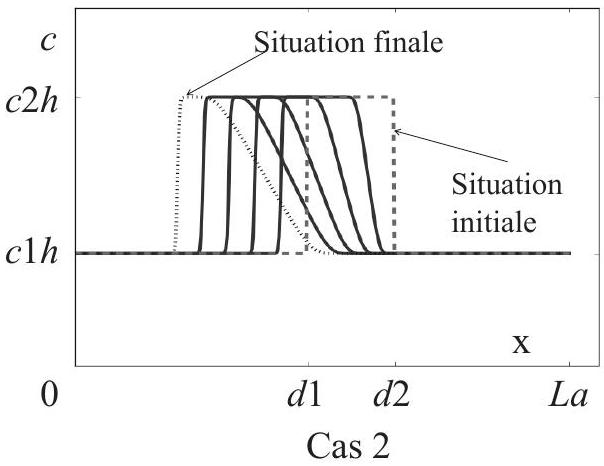 c
Situation finale
c2h
Situation
initiale
c1h
x
0
d1
d2
La
Cas 2